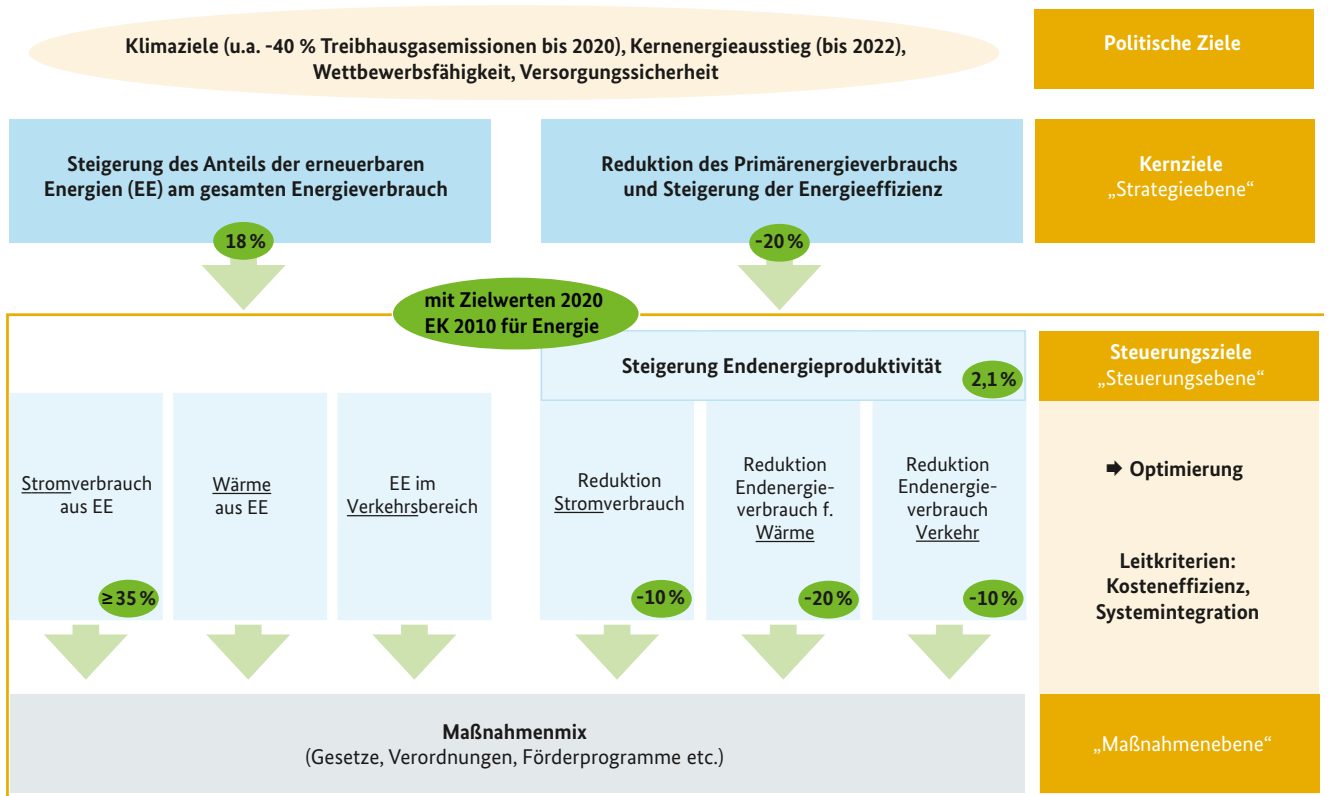 Klimaziele (u.a. -40 % Treibhausgasemissionen bis 2020), Kernenergieausstieg (bis 2022),
Wettbewerbsfähigkeit, Versorgungssicherheit
Politische Ziele
Steigerung des Anteils der erneuerbaren
Energien (EE) am gesamten Energieverbrauch
18 %
Reduktion des Primärenergieverbrauchs
und Steigerung der Energieeffizienz
-20 %
Kernziele
„Strategieebene“
mit Zielwerten 2020
EK 2010 für Energie
Steigerung Endenergieproduktivität
2,1 %
Steuerungsziele
„Steuerungsebene“
Stromverbrauch
aus EE
≥ 35 %
Wärme
aus EE
EE im
Verkehrsbereich
Reduktion
Stromverbrauch
-10 %
Reduktion
Endenergie-
verbrauch f.
Wärme
-20 %
Reduktion
Endenergie-
verbrauch
Verkehr
-10 %
➡ Optimierung
Leitkriterien:
Kosteneffizienz,
Systemintegration
Maßnahmenmix
(Gesetze, Verordnungen, Förderprogramme etc.)
„Maßnahmenebene“